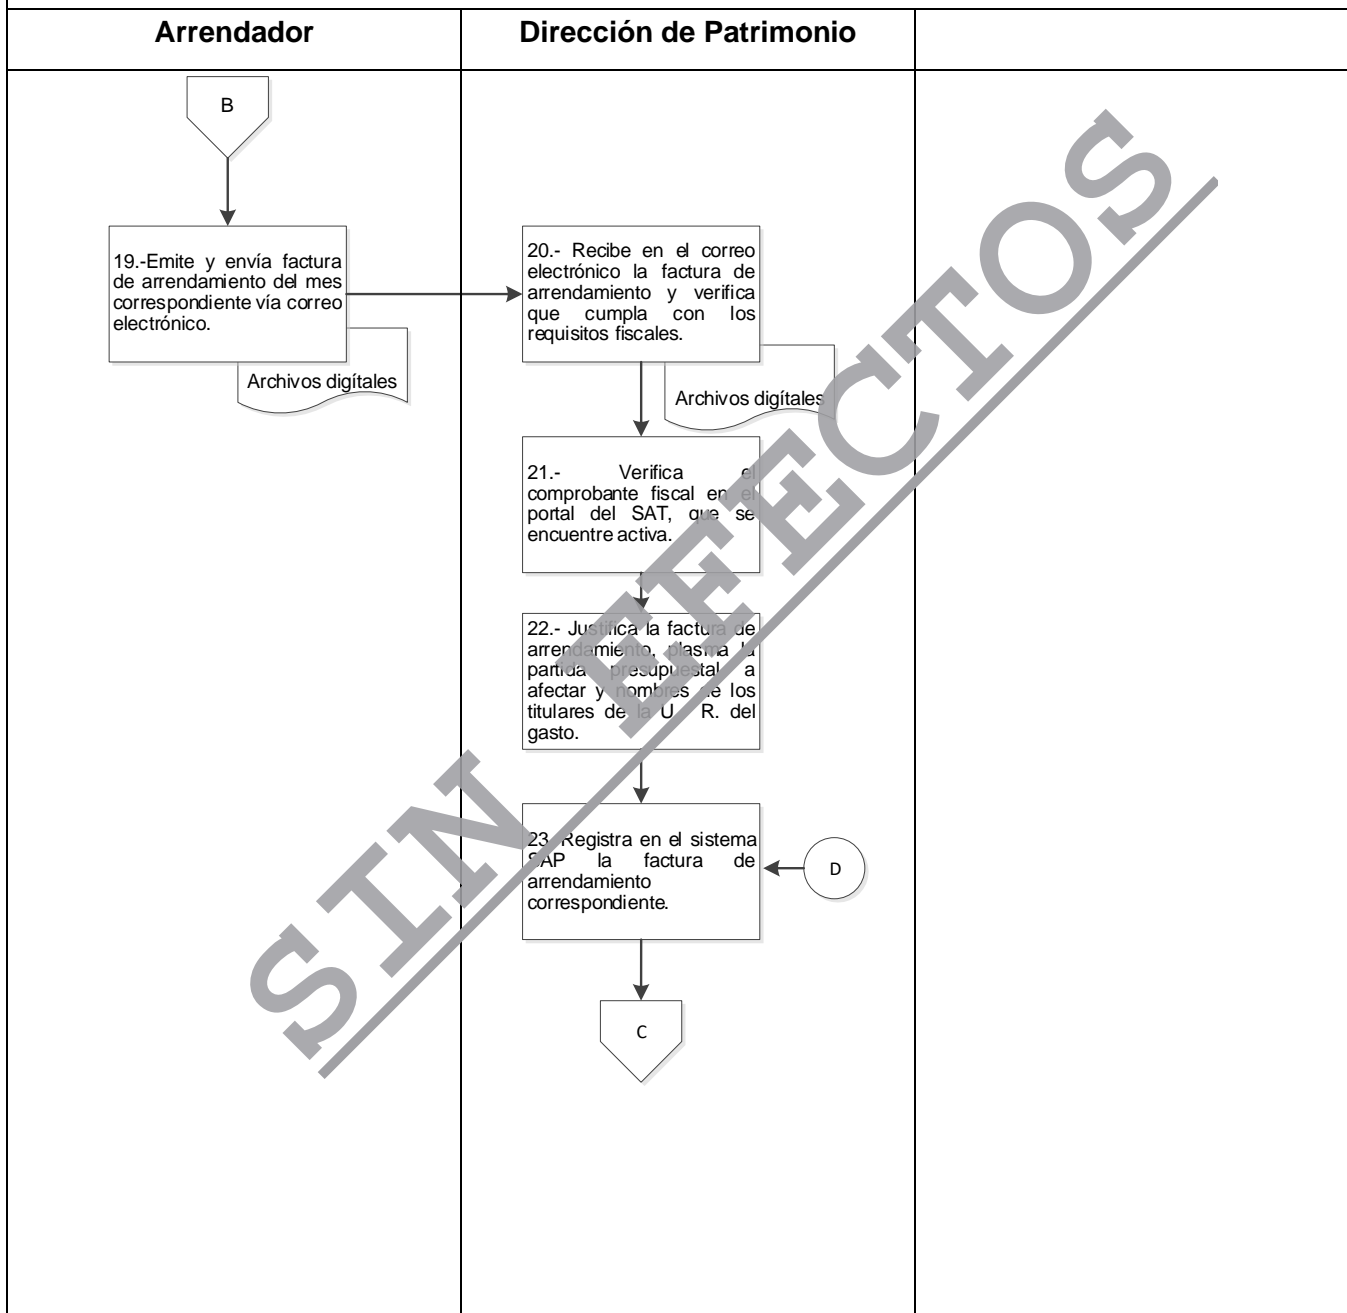 Arrendador
Dirección de Patrimonio
B
19.-Emite y envía factura
de arrendamiento del mes
correspondiente vía correo
electrónico.
Archivos digítales
20.- Recibe en el correo
electrónico la factura de
arrendamiento y verifica
que cumpla con los
requisitos fiscales.
Archivos digítales
21.- Verifica el
comprobante fiscal en el
portal del SAT, que se
encuentre activa.
22.- Justifica la factura de
arrendamiento, plasma la
partida presupuestal a
afectar y nombres de los
titulares de la U. R. del
gasto.
23. Registra en el sistema
SAP la factura de
arrendamiento
correspondiente.
D
C
SIN EFECTOS